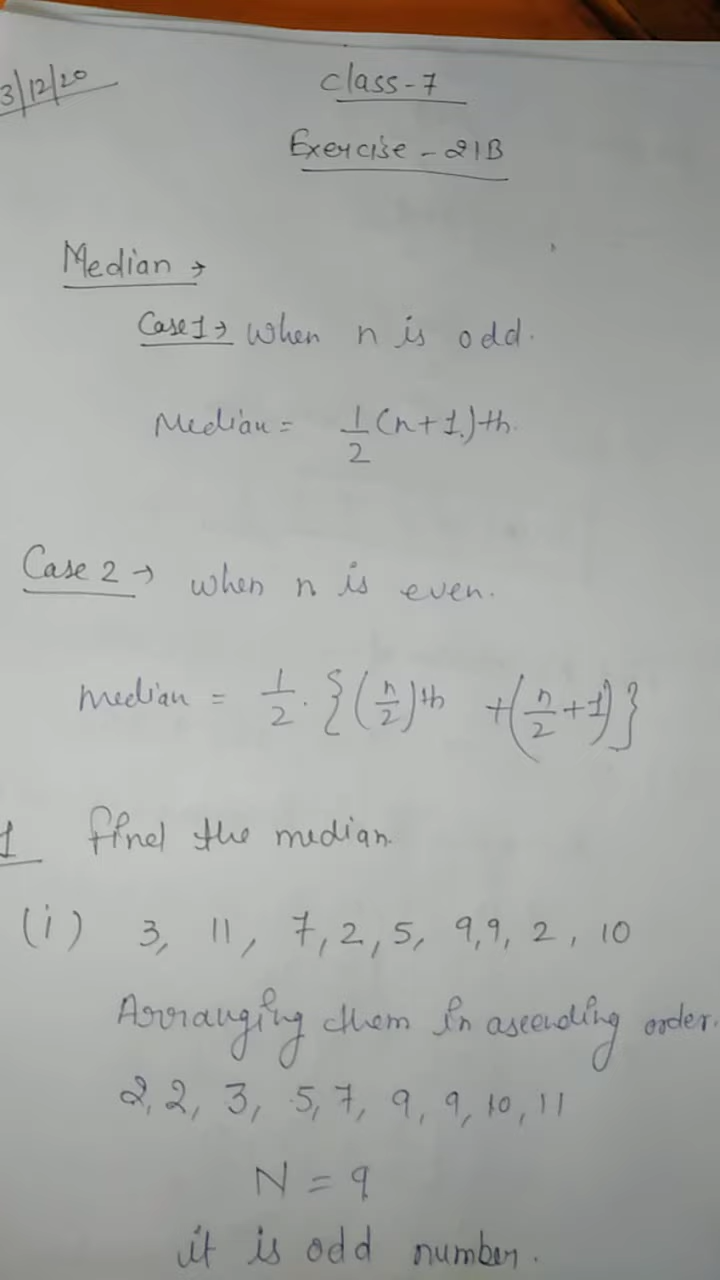 3/12/20
Class-7
Exercise - 21B
Median →
Case 1 → When n is odd.
Median = 1/2 (n+1)th.
Case 2 → when n is even.
median = 1/2 . {(n/2)th + (n/2 + 1)}
1 Find the median.
(i) 3, 11, 7, 2, 5, 9, 9, 2, 10
Arranging them in ascending order.
2, 2, 3, 5, 7, 9, 9, 10, 11
N = 9
it is odd number.